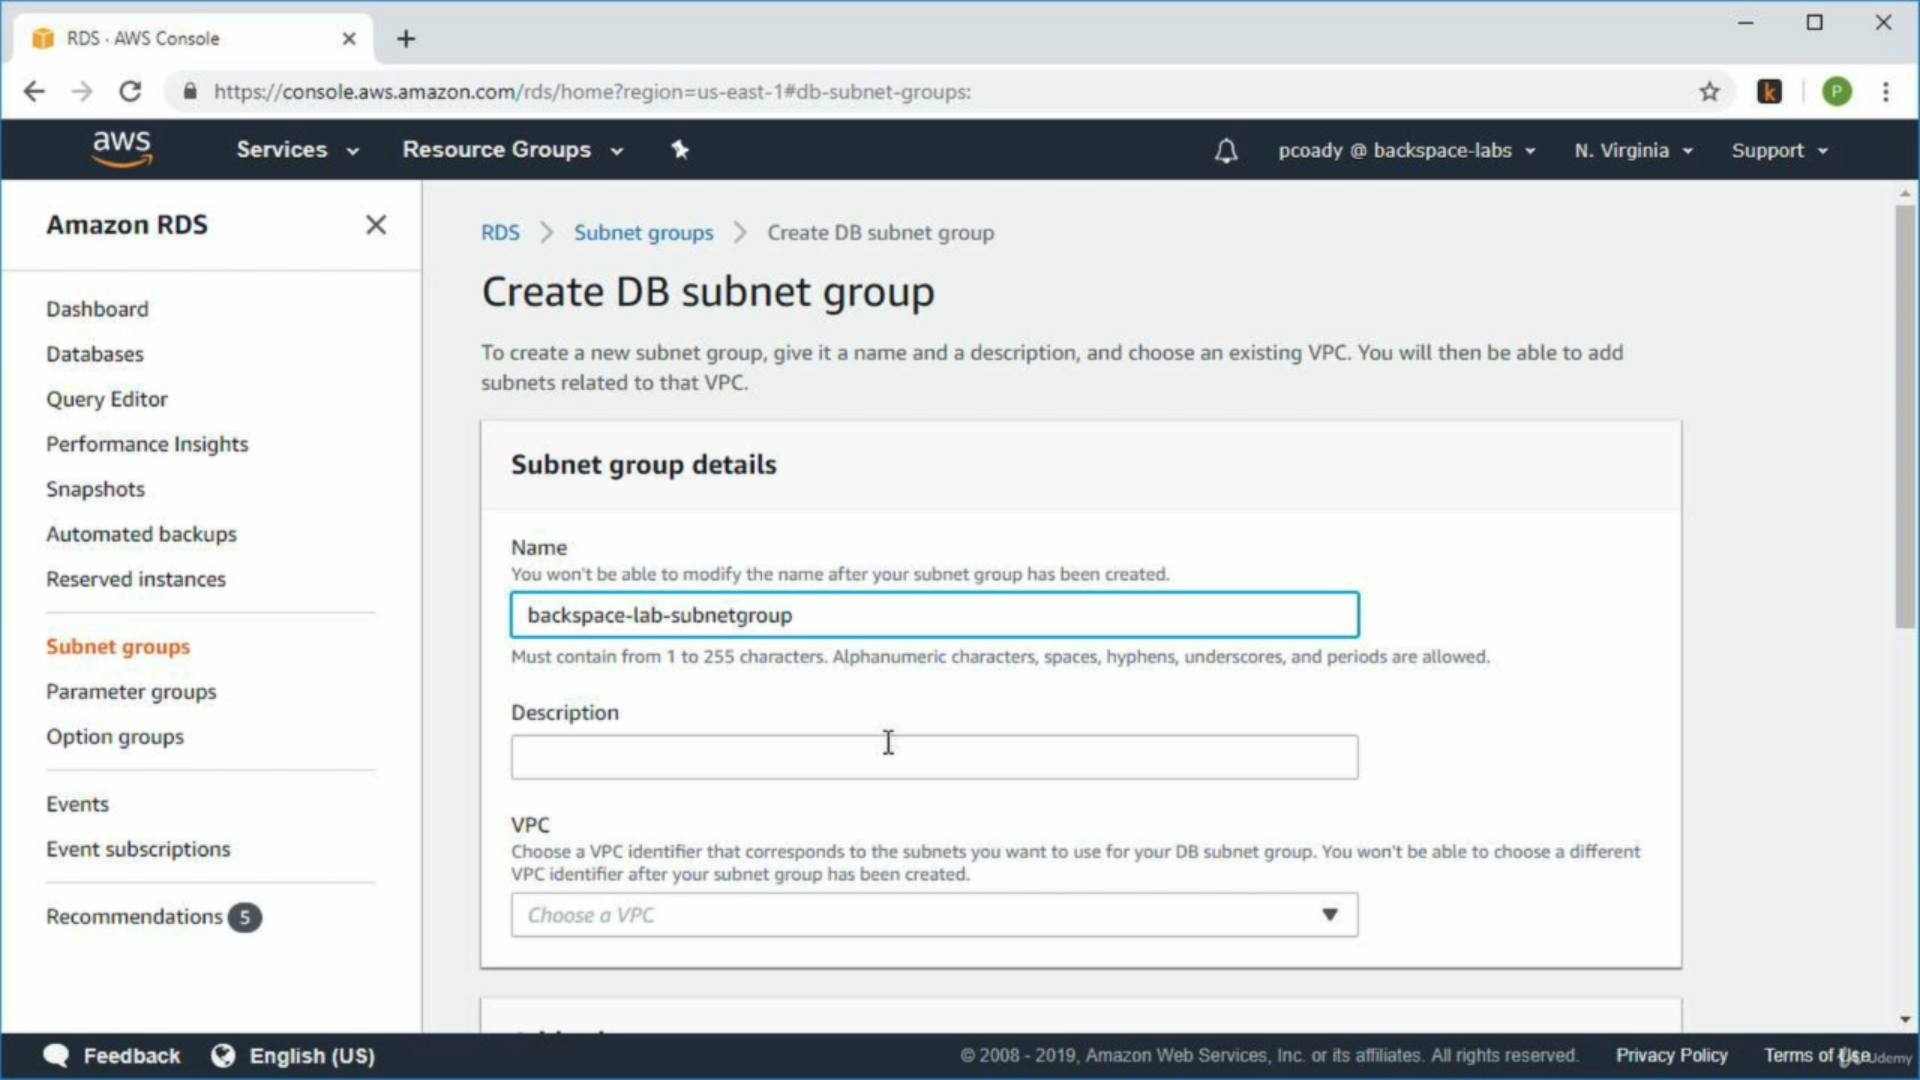 RDS · AWS Console
https://console.aws.amazon.com/rds/home?region=us-east-1#db-subnet-groups:
k
P
aws
Services
Resource Groups
pcoady @ backspace-labs
N. Virginia
Support
Amazon RDS
Dashboard
Databases
Query Editor
Performance Insights
Snapshots
Automated backups
Reserved instances
Subnet groups
Parameter groups
Option groups
Events
Event subscriptions
Recommendations 5
RDS > Subnet groups > Create DB subnet group
Create DB subnet group
To create a new subnet group, give it a name and a description, and choose an existing VPC. You will then be able to add
subnets related to that VPC.
Subnet group details
Name
You won't be able to modify the name after your subnet group has been created.
backspace-lab-subnetgroup
Must contain from 1 to 255 characters. Alphanumeric characters, spaces, hyphens, underscores, and periods are allowed.
Description
VPC
Choose a VPC identifier that corresponds to the subnets you want to use for your DB subnet group. You won't be able to choose a different
VPC identifier after your subnet group has been created.
Choose a VPC
Feedback
English (US)
© 2008 - 2019, Amazon Web Services, Inc. or its affiliates. All rights reserved.
Privacy Policy
Terms of Use
Udemy